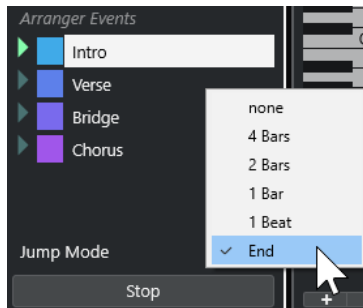 Arranger Events
Intro
Verse
Bridge
Chorus
none
4 Bars
2 Bars
1 Bar
1 Beat
End
Jump Mode
Stop
+